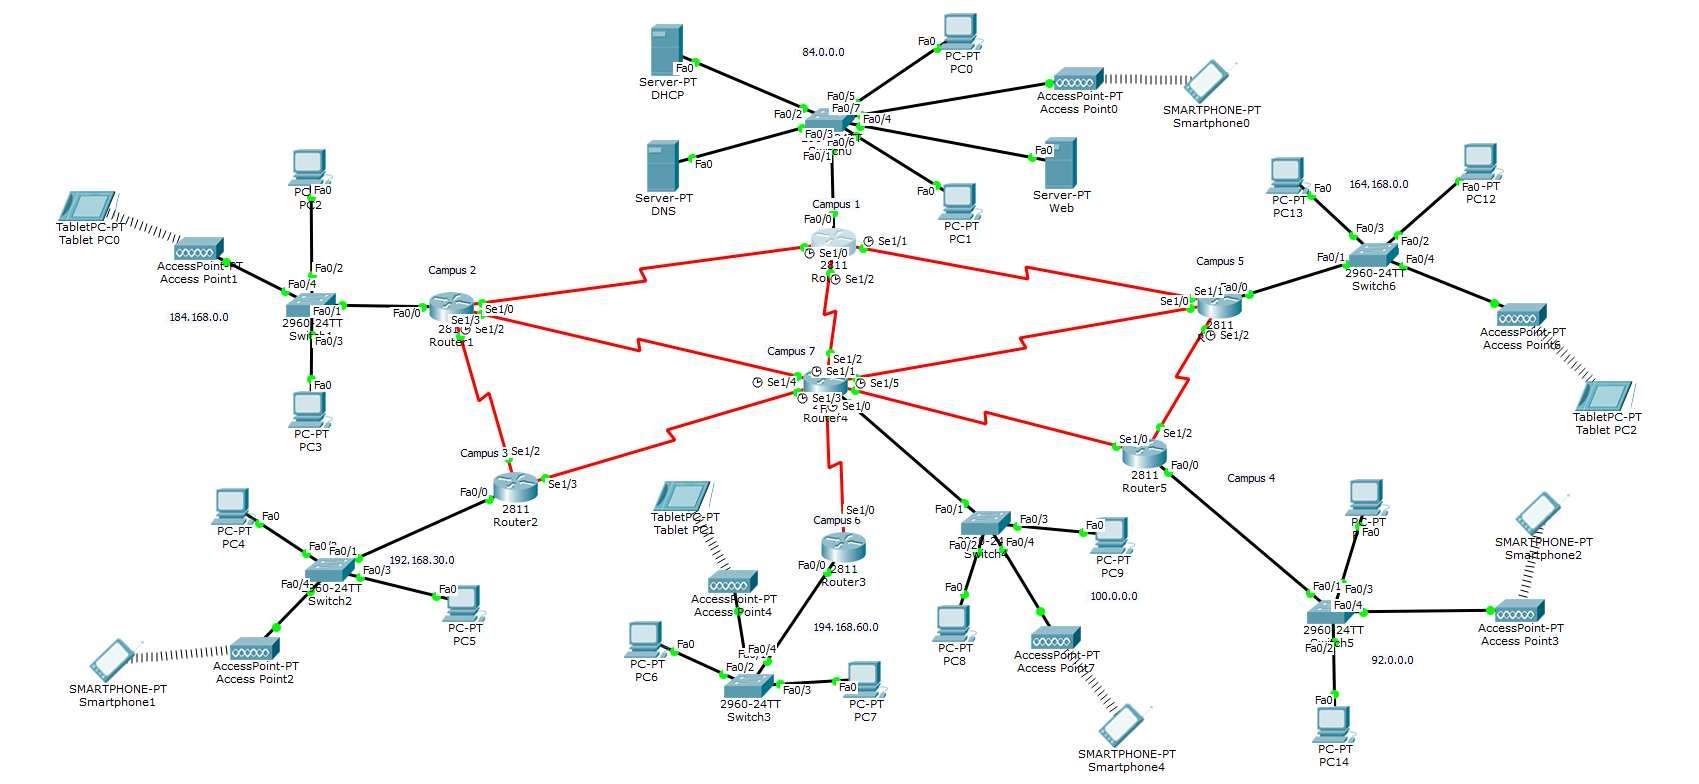 84.0.0.0
Fa0
Server-PT
DHCP
Fa0
PC-PT
PC0
AccessPoint-PT
Access Point0
SMARTPHONE-PT
Smartphone0
Fa0/5
Fa0/7
Fa0/2
Fa0/4
Fa0/3
Fa0/6
Fa0/1
Fa0
Server-PT
DNS
Fa0
PC-PT
PC1
Fa0
Server-PT
Web
Campus 1
Fa0/0
Se1/0
Se1/1
2811
Se1/2
Fa0
PC2
TabletPC-PT
Tablet PC0
AccessPoint-PT
Access Point1
Fa0/2
Fa0/4
Fa0/1
2960-24TT
Fa0/3
184.168.0.0
Fa0
PC-PT
PC3
Campus 2
Fa0/0
Se1/0
Se1/3
Se1/2
Router1
Campus 7
Se1/2
Se1/1
Se1/4
Se1/5
Se1/3
Se1/0
Router4
Campus 5
Se1/1
Fa0/0
Se1/0
2811
Se1/2
164.168.0.0
Fa0
PC-PT
PC13
Fa0
-PT
PC12
Fa0/3
Fa0/2
Fa0/1
Fa0/4
2960-24TT
Switch6
AccessPoint-PT
Access Point6
TabletPC-PT
Tablet PC2
Campus 3
Se1/2
Se1/3
Fa0/0
2811
Router2
Fa0
PC-PT
PC4
Fa0/1
Fa0/3
Fa0/4
192.168.30.0
2960-24TT
Switch2
Fa0
PC-PT
PC5
AccessPoint-PT
Access Point2
SMARTPHONE-PT
Smartphone1
TabletPC-PT
Tablet PC1
Campus 6
Se1/0
Fa0/0
2811
Router3
AccessPoint-PT
Access Point4
194.168.60.0
Fa0
PC-PT
PC6
Fa0/4
Fa0/2
Fa0/3
2960-24TT
Switch3
Fa0
PC-PT
PC7
Fa0/1
Fa0/3
Fa0/2
Fa0/4
Switch4
Fa0
PC-PT
PC9
100.0.0.0
Fa0
PC-PT
PC8
AccessPoint-PT
Access Point7
SMARTPHONE-PT
Smartphone4
Se1/0
Se1/2
Fa0/0
2811
Router5
Campus 4
PC-PT
Fa0
SMARTPHONE-PT
Smartphone2
Fa0/1
Fa0/3
Fa0/4
2960-24TT
Switch5
Fa0/2
AccessPoint-PT
Access Point3
92.0.0.0
Fa0
PC-PT
PC14